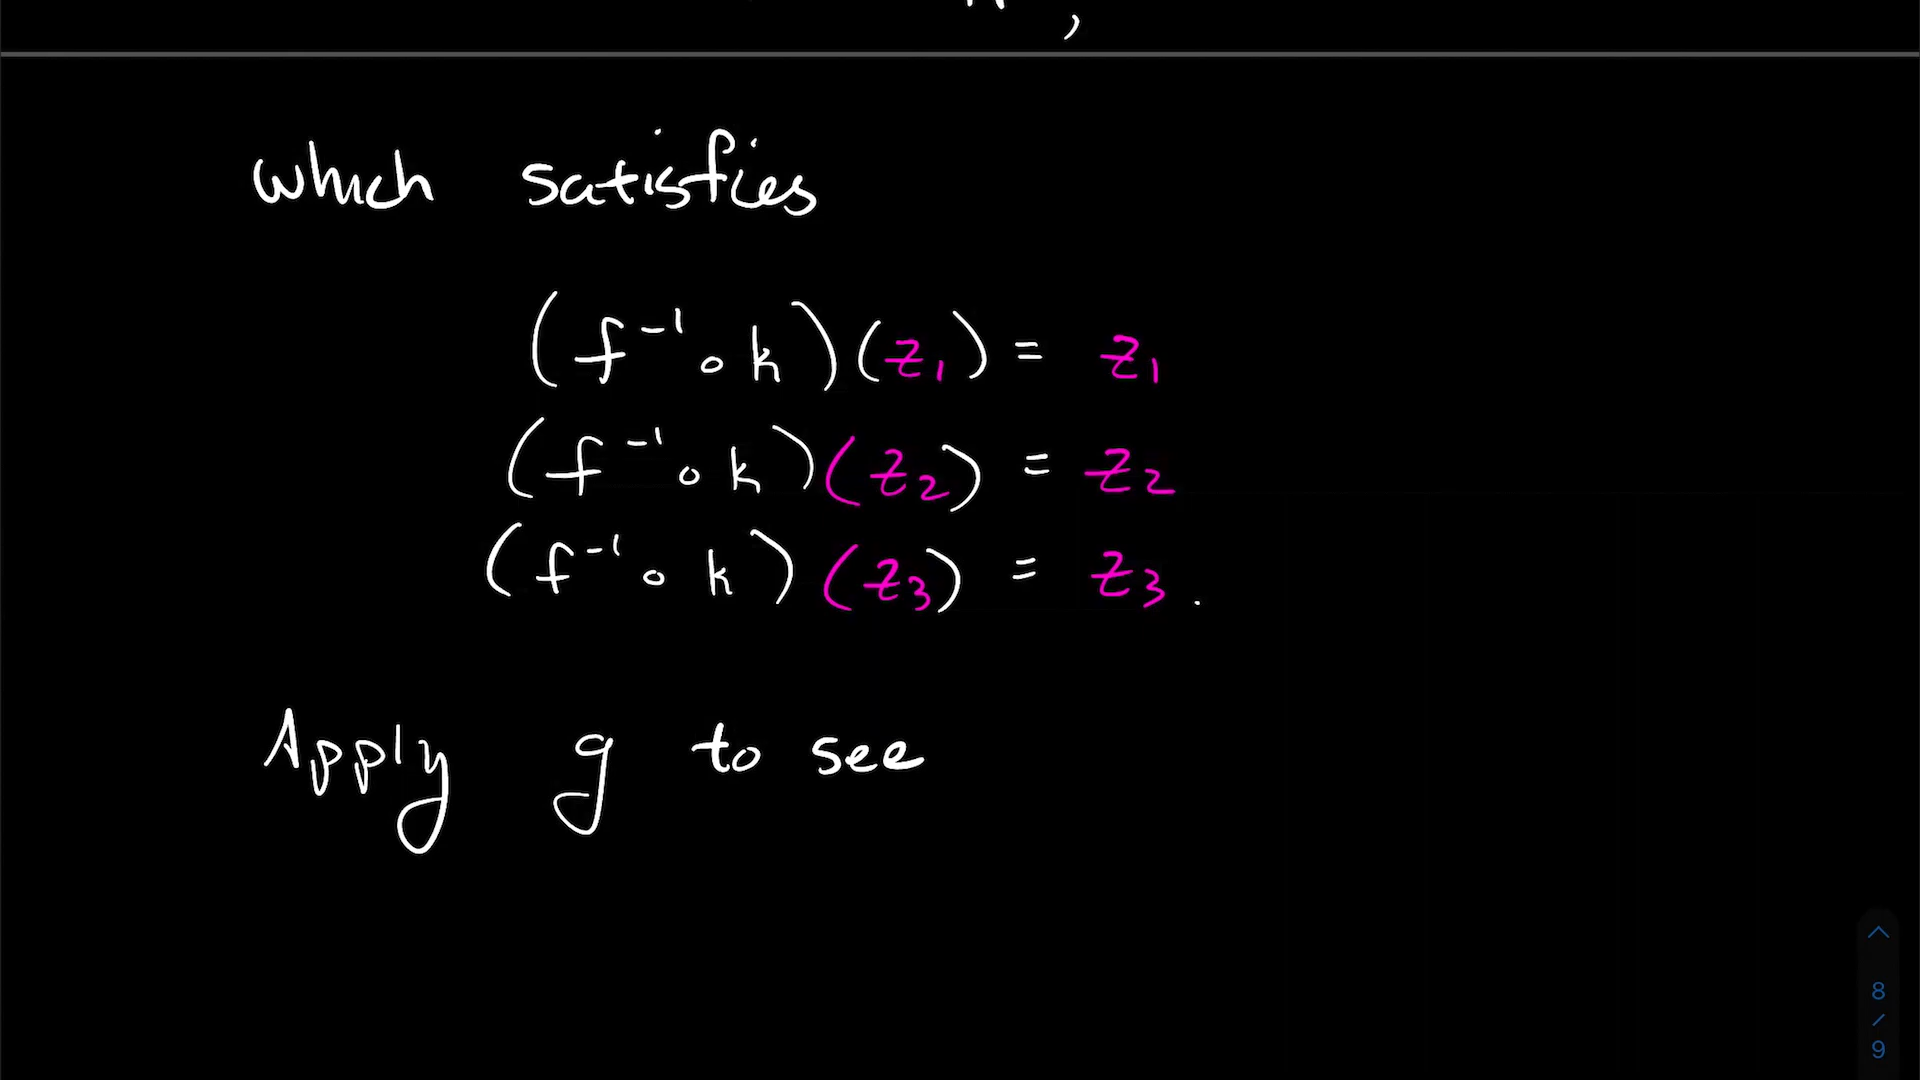 which satisfies
(f⁻¹ ∘ k)(z₁) = z₁
(f⁻¹ ∘ k)(z₂) = z₂
(f⁻¹ ∘ k)(z₃) = z₃.
Apply g to see
8
/
9